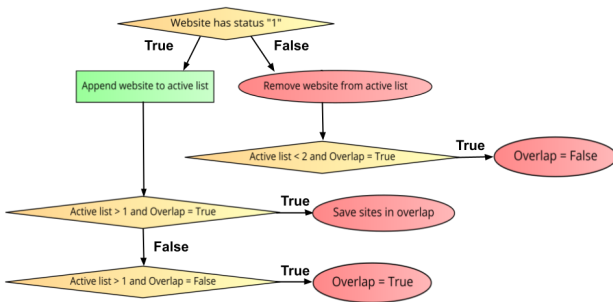 Website has status "1"
True
False
Append website to active list
Remove website from active list
Active list < 2 and Overlap = True
True
Overlap = False
Active list > 1 and Overlap = True
True
Save sites in overlap
False
Active list > 1 and Overlap = False
True
Overlap = True